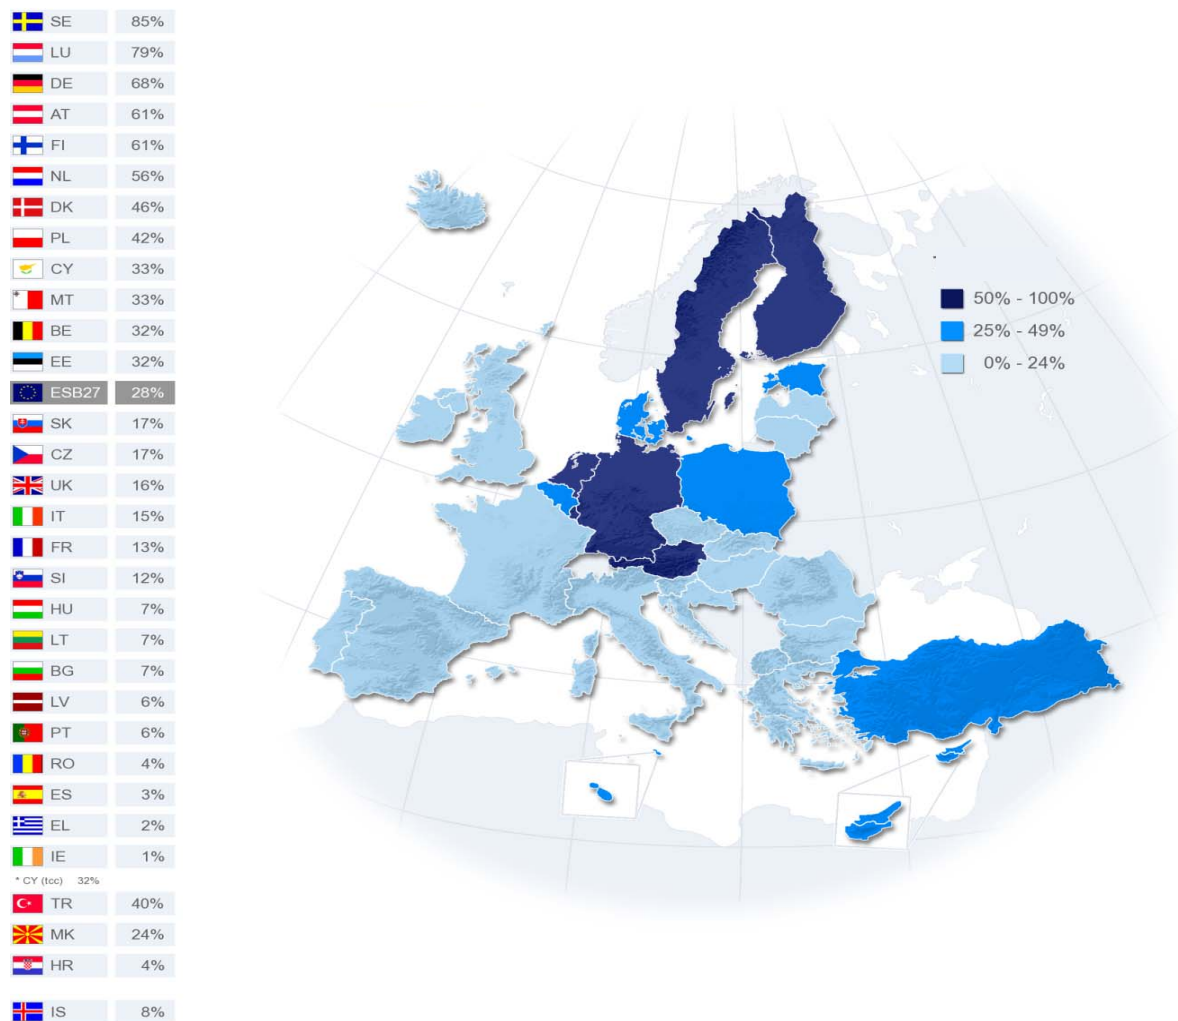 SE 85%
LU 79%
DE 68%
AT 61%
FI 61%
NL 56%
DK 46%
PL 42%
CY 33%
MT 33%
BE 32%
EE 32%
ESB27 28%
SK 17%
CZ 17%
UK 16%
IT 15%
FR 13%
SI 12%
HU 7%
LT 7%
BG 7%
LV 6%
PT 6%
RO 4%
ES 3%
EL 2%
IE 1%
* CY (tcc) 32%
TR 40%
MK 24%
HR 4%
IS 8%
50% - 100%
25% - 49%
0% - 24%